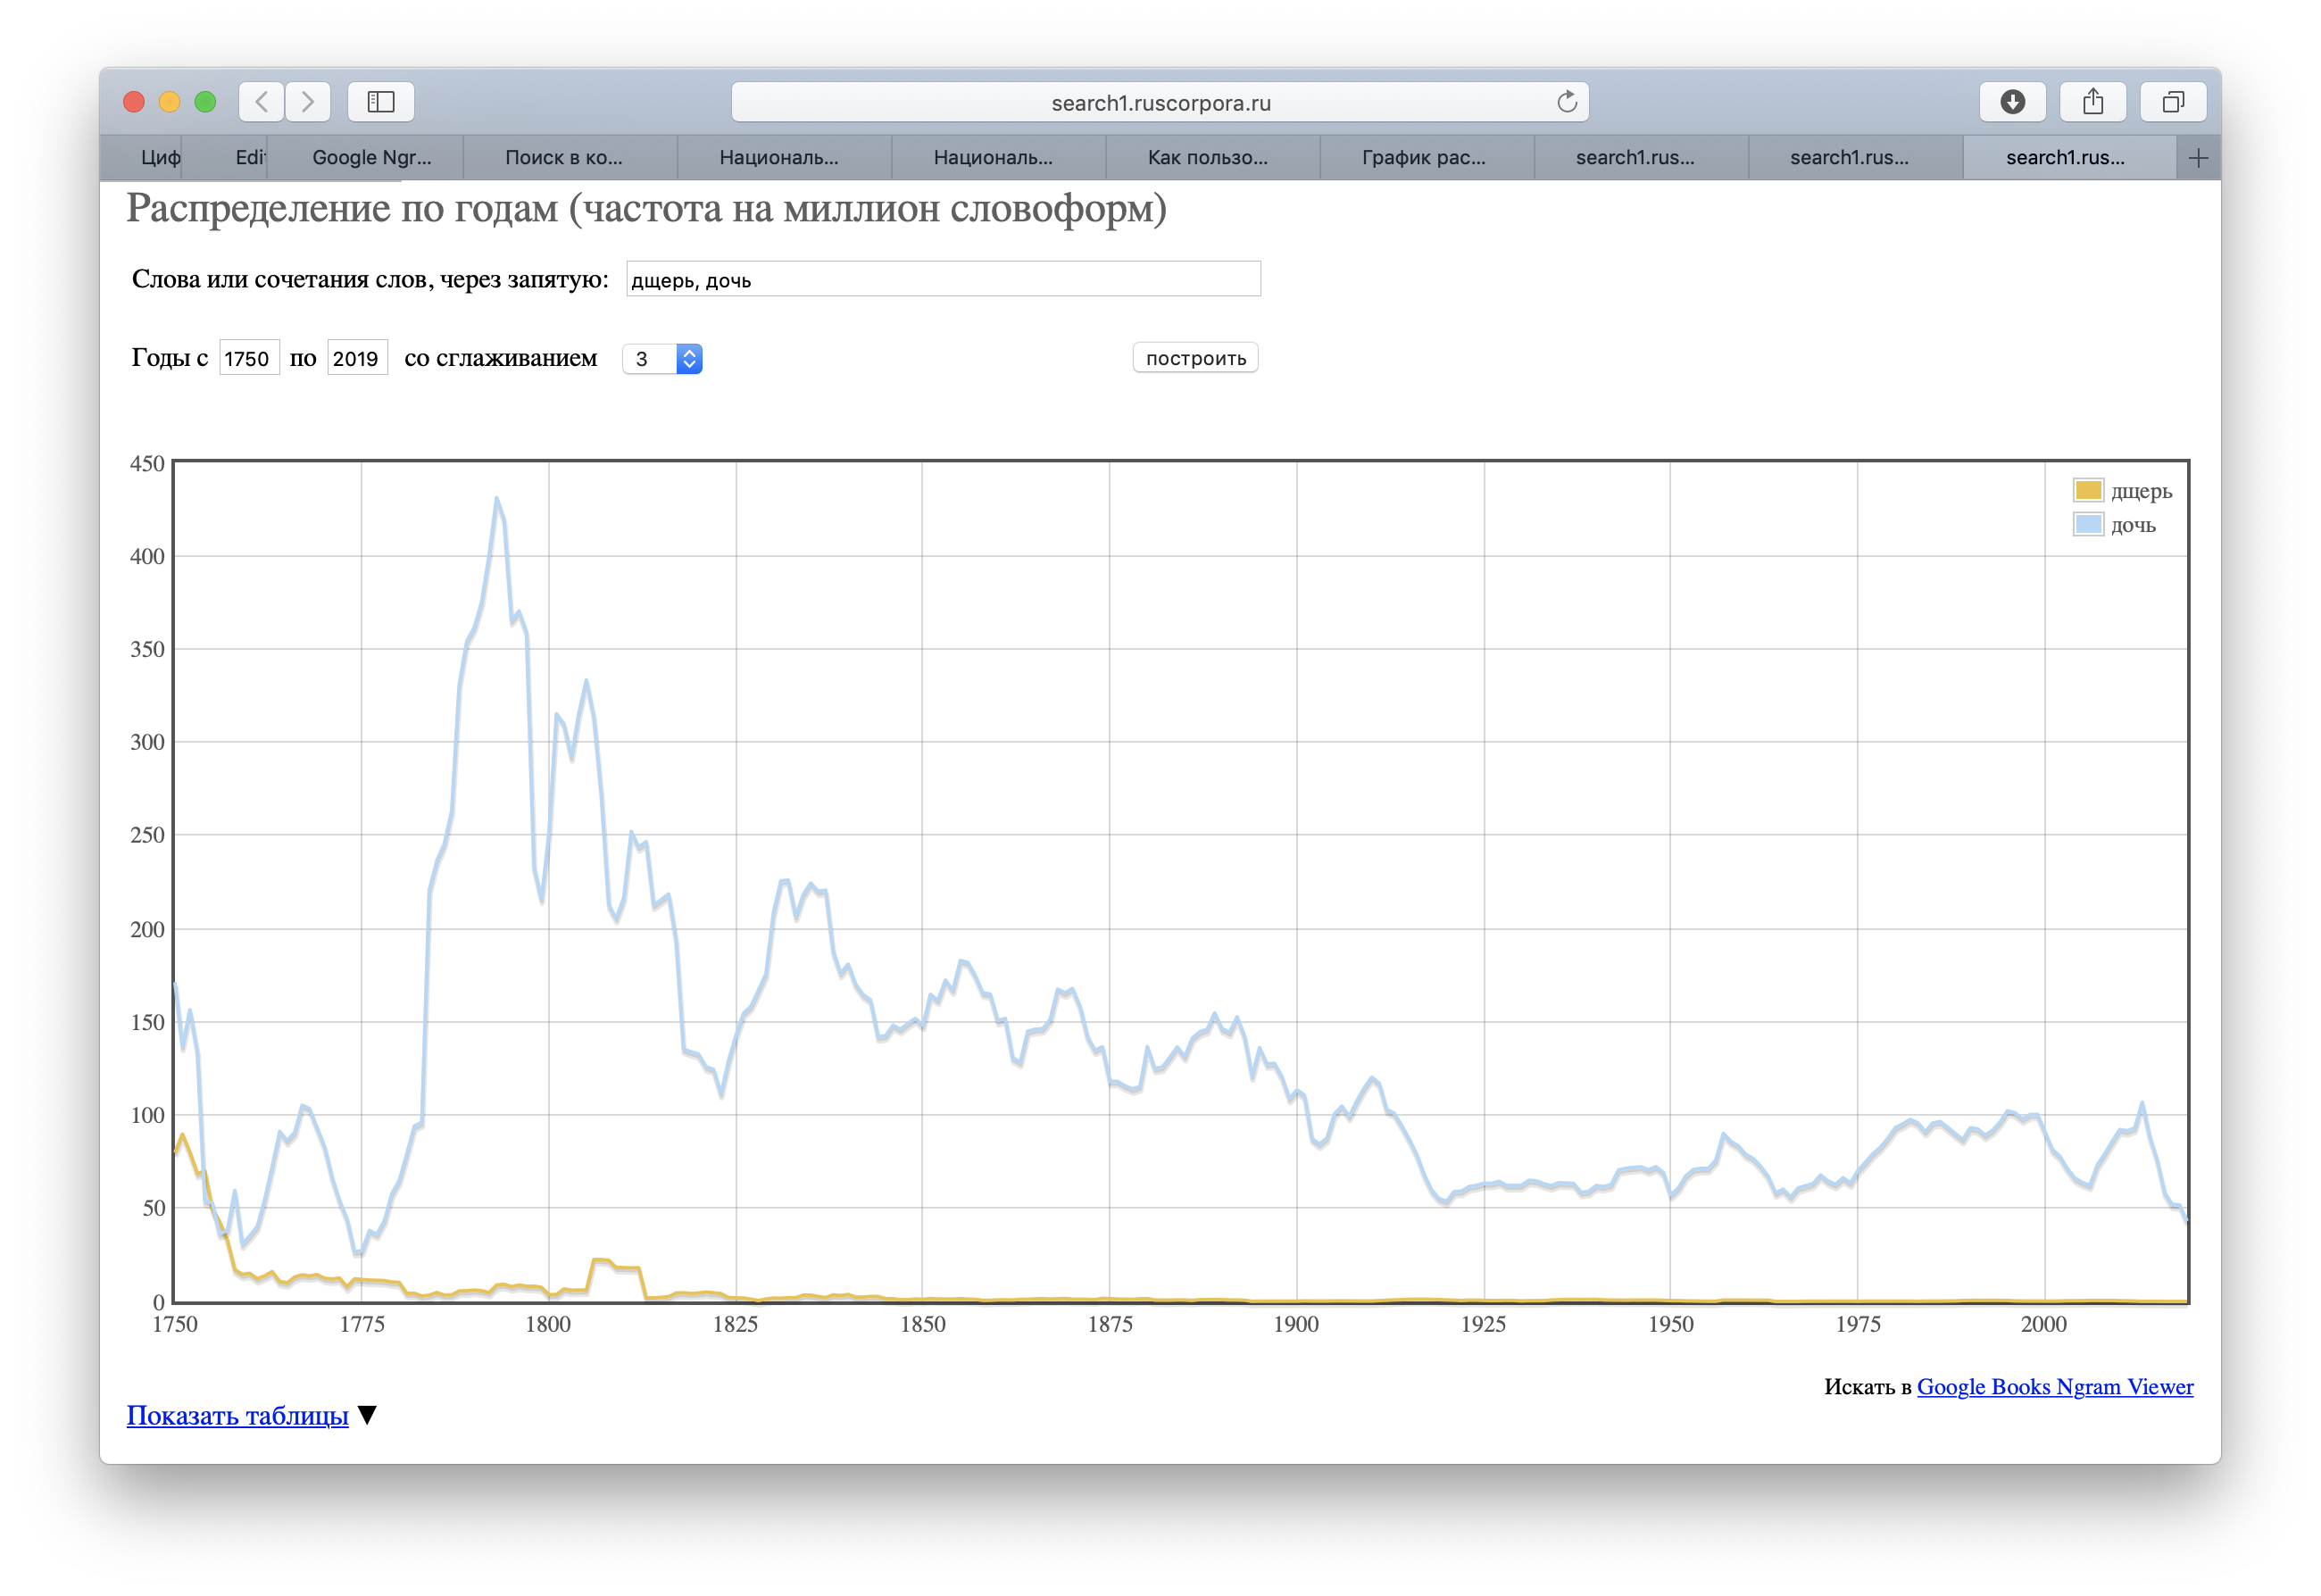 search1.ruscorpora.ru
Циф Edit Google Ngr... Поиск в ко... Националь... Националь... Как пользо... График рас... search1.rus... search1.rus... search1.rus...
Распределение по годам (частота на миллион словоформ)
Слова или сочетания слов, через запятую: дщерь, дочь
Годы с 1750 по 2019 со сглаживанием 3 построить
450
дщерь
дочь
400
350
300
250
200
150
100
50
0
1750 1775 1800 1825 1850 1875 1900 1925 1950 1975 2000
Искать в Google Books Ngram Viewer
Показать таблицы ▼